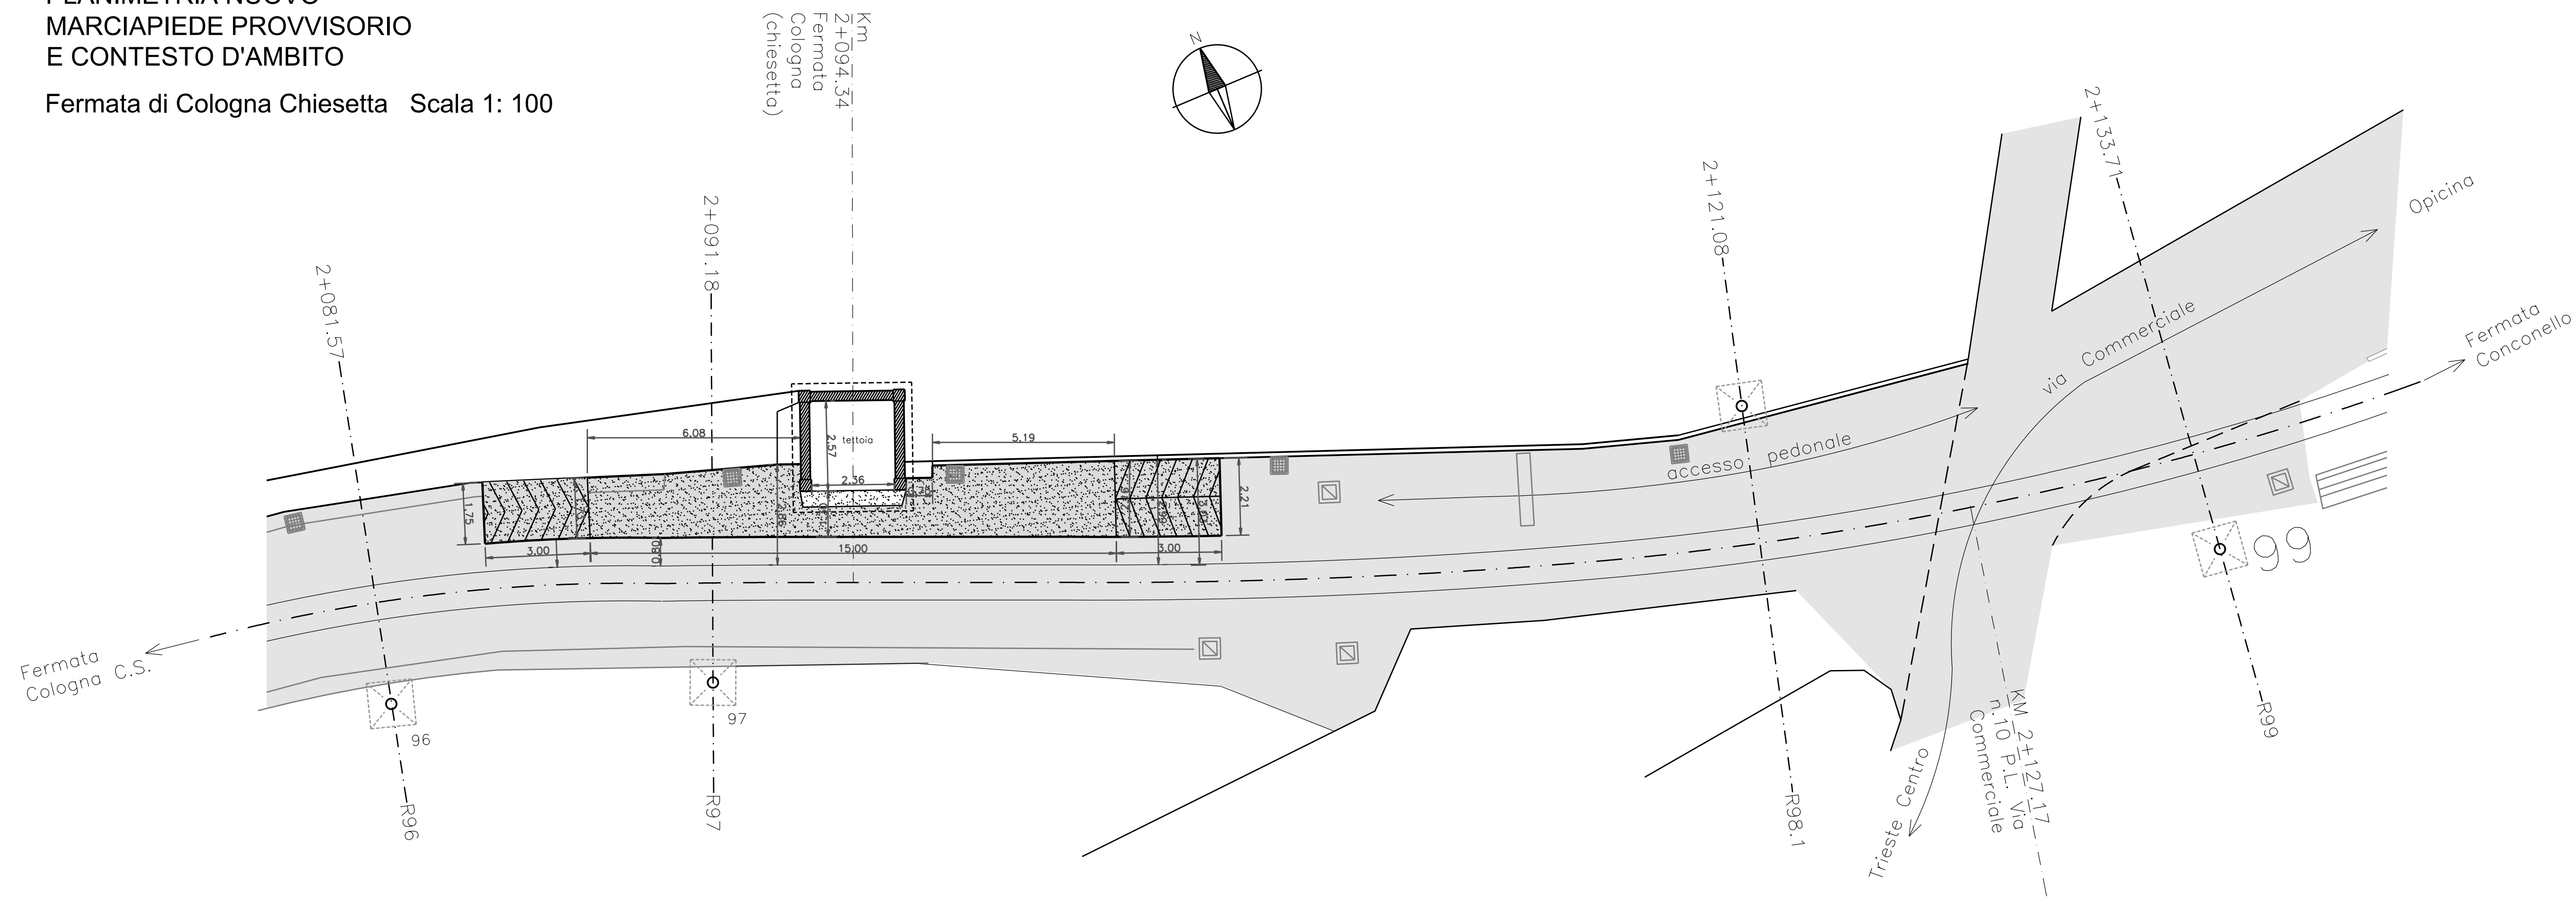 PLANIMETRIA NUOVO
MARCIAPIEDE PROVVISORIO
E CONTESTO D'AMBITO
Fermata di Cologna Chiesetta Scala 1: 100
Km
2+094.34
Fermata
Cologna
(chiesetta)
N
2+081.57
2+091.18
2+121.08
2+133.71
Opicina
via Commerciale
Fermata
Conconello
accesso pedonale
6.08
2.57
tettoia
5.19
2.36
1.75
2.86
2.21
3.00
0.80
15.00
3.00
99
Fermata
Cologna C.S.
96
97
R96
R97
R98.1
R99
Trieste Centro
KM 2+127.17
n.10 P.L. Via
Commerciale